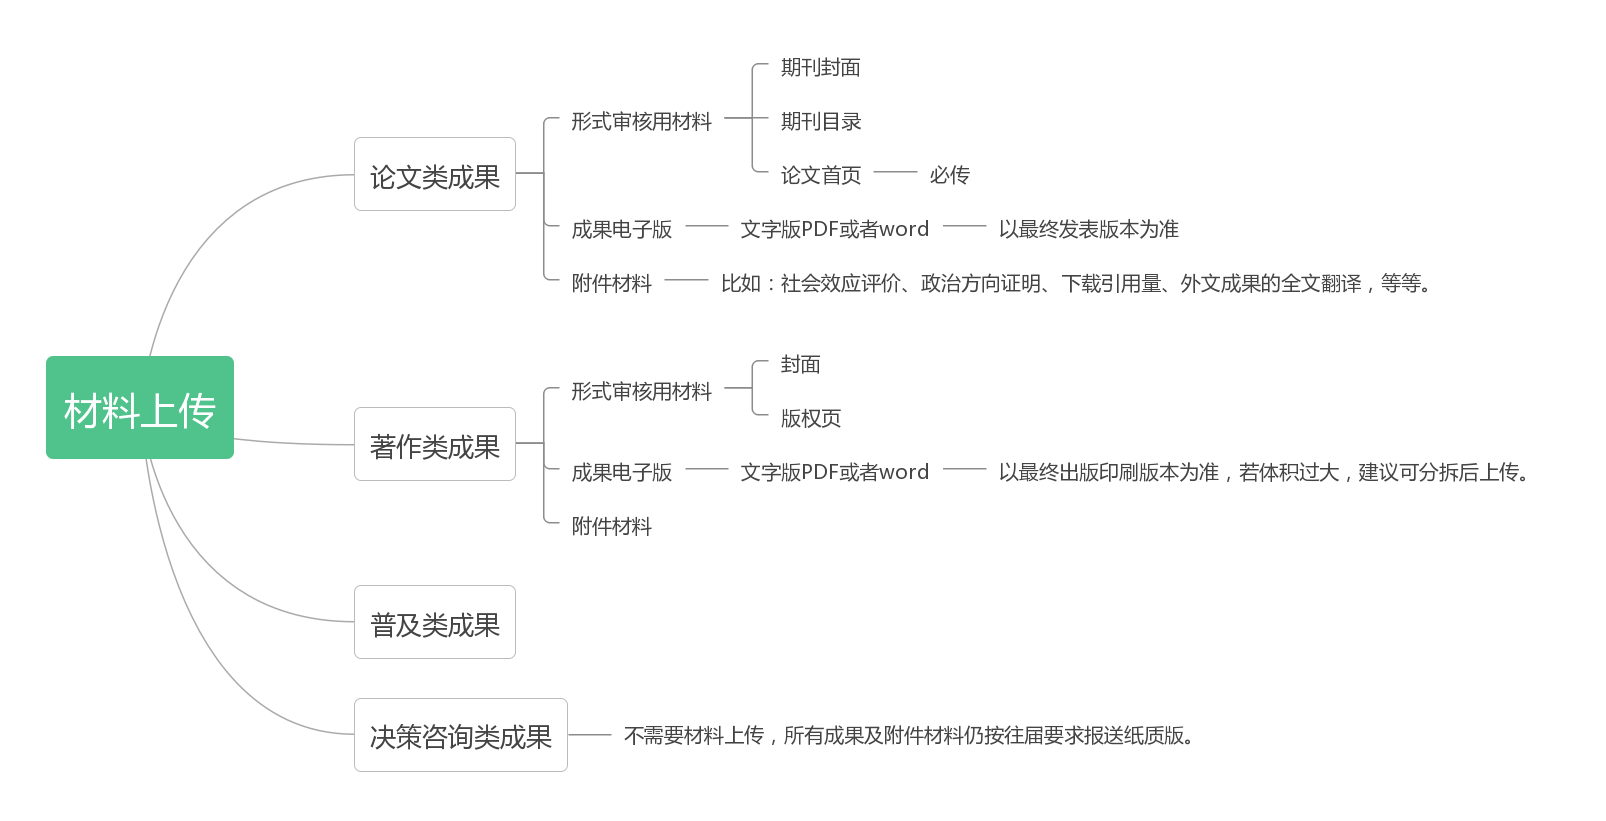 材料上传
论文类成果
形式审核用材料
期刊封面
期刊目录
论文首页
必传
成果电子版
文字版PDF或者word
以最终发表版本为准
附件材料
比如：社会效应评价、政治方向证明、下载引用量、外文成果的全文翻译，等等。
著作类成果
形式审核用材料
封面
版权页
成果电子版
文字版PDF或者word
以最终出版印刷版本为准，若体积过大，建议可分拆后上传。
附件材料
普及类成果
决策咨询类成果
不需要材料上传，所有成果及附件材料仍按往届要求报送纸质版。